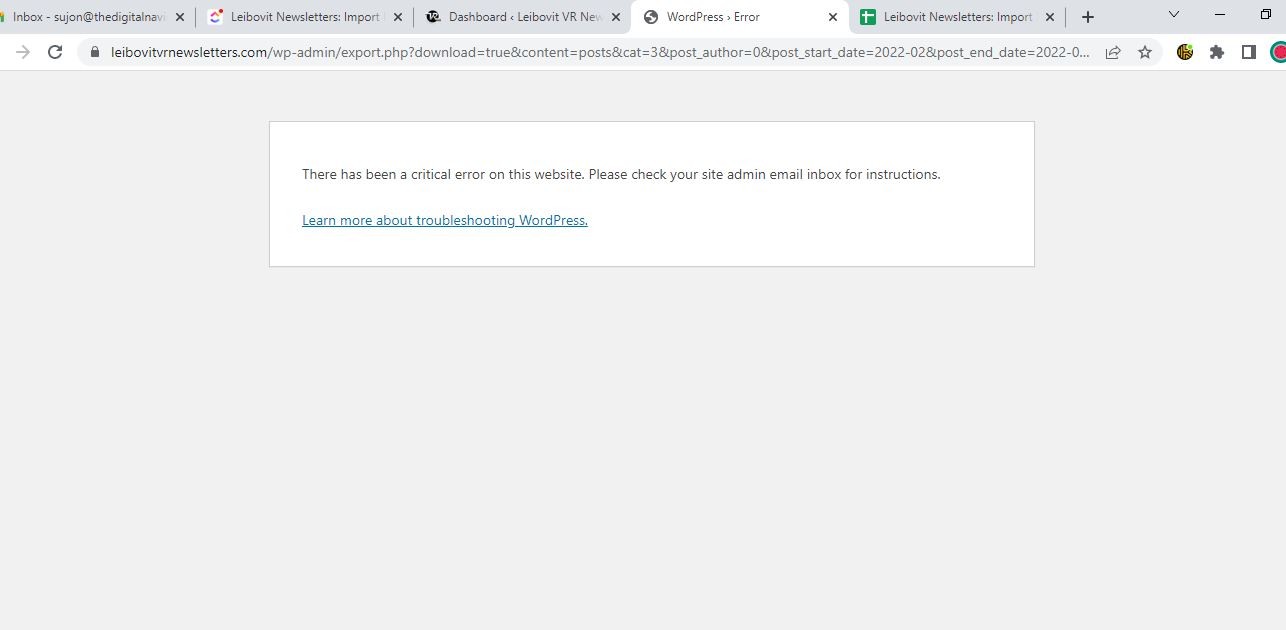 Inbox - sujon@thedigitalnavi
Leibovit Newsletters: Import
Dashboard ‹ Leibovit VR New
WordPress › Error
Leibovit Newsletters: Import
leibovitvrnewsletters.com/wp-admin/export.php?download=true&content=posts&cat=3&post_author=0&post_start_date=2022-02&post_end_date=2022-0...
There has been a critical error on this website. Please check your site admin email inbox for instructions.
Learn more about troubleshooting WordPress.